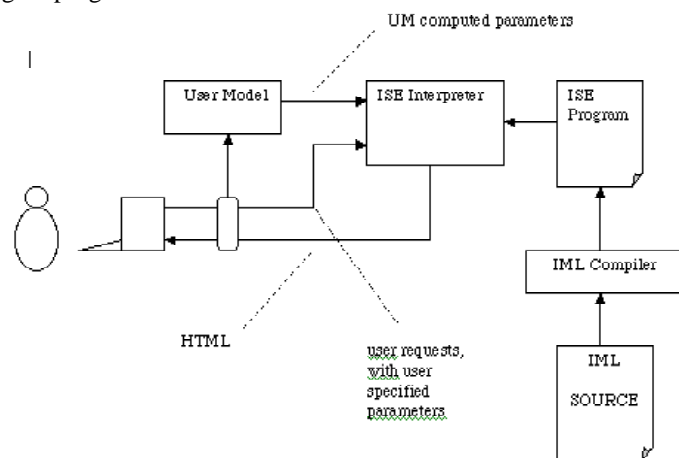 UM computed parameters
User Model
ISE Interpreter
ISE
Program
IML Compiler
HTML
user requests,
with user
specified
parameters
IML
SOURCE